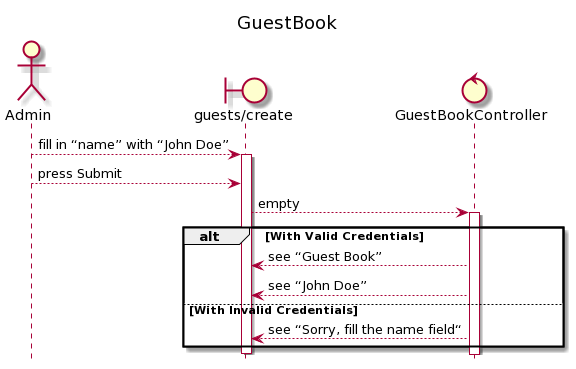 GuestBook
Admin
guests/create
GuestBookController
fill in “name” with “John Doe”
press Submit
empty
alt [With Valid Credentials]
see “Guest Book”
see “John Doe”
[With Invalid Credentials]
see “Sorry, fill the name field“